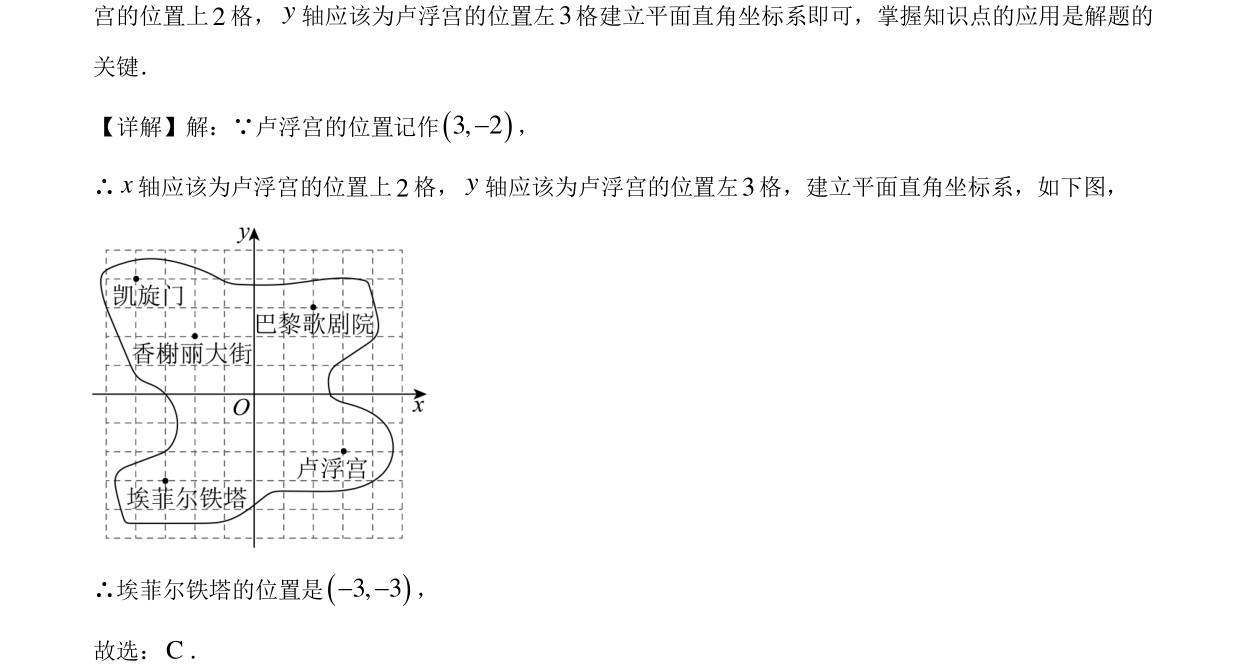 宫的位置上2格，y轴应该为卢浮宫的位置左3格建立平面直角坐标系即可，掌握知识点的应用是解题的
关键．
【详解】解：∵卢浮宫的位置记作(3,−2)，
∴x轴应该为卢浮宫的位置上2格，y轴应该为卢浮宫的位置左3格，建立平面直角坐标系，如下图，
y
凯旋门
巴黎歌剧院
香榭丽大街
O
x
卢浮宫
埃菲尔铁塔
∴埃菲尔铁塔的位置是(−3,−3)，
故选：C．